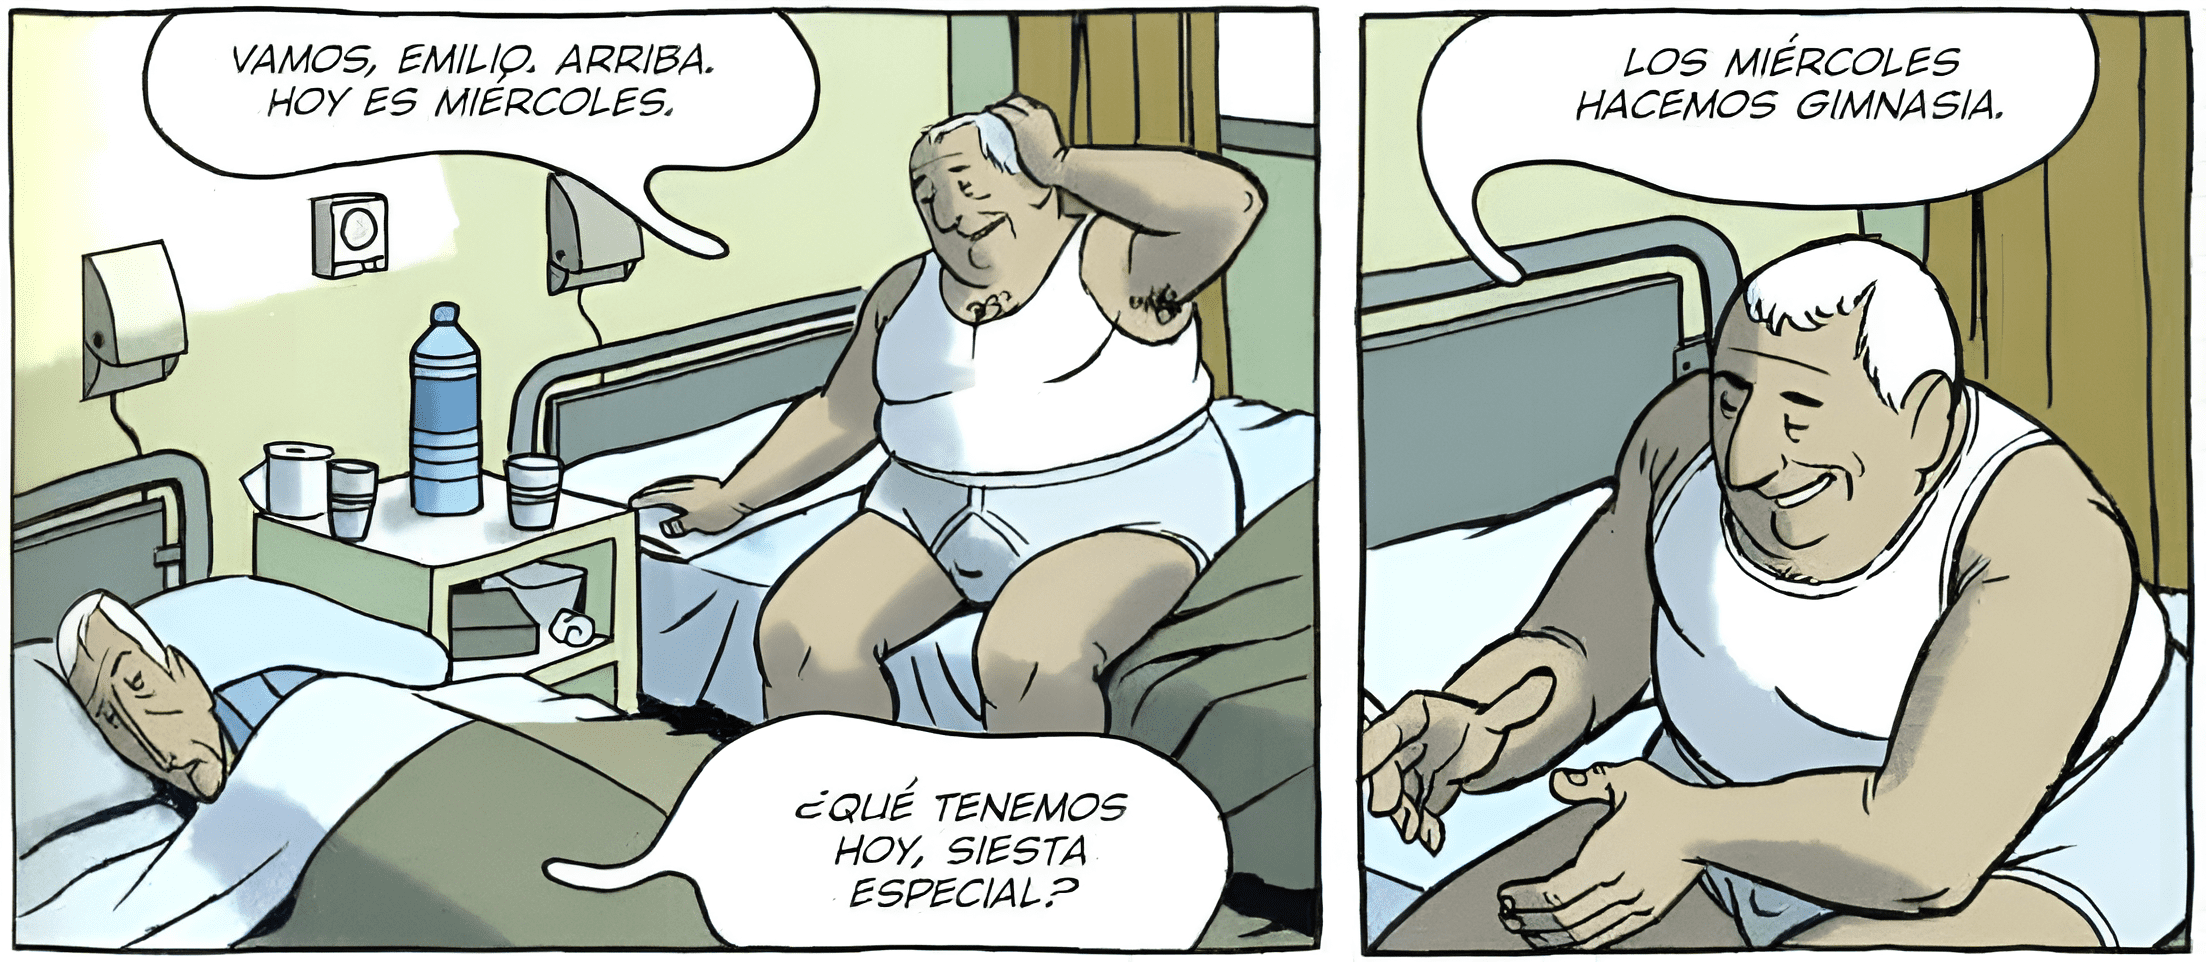 VAMOS, EMILIO. ARRIBA.
HOY ES MIÉRCOLES.
¿QUÉ TENEMOS
HOY, SIESTA
ESPECIAL?
LOS MIÉRCOLES
HACEMOS GIMNASIA.